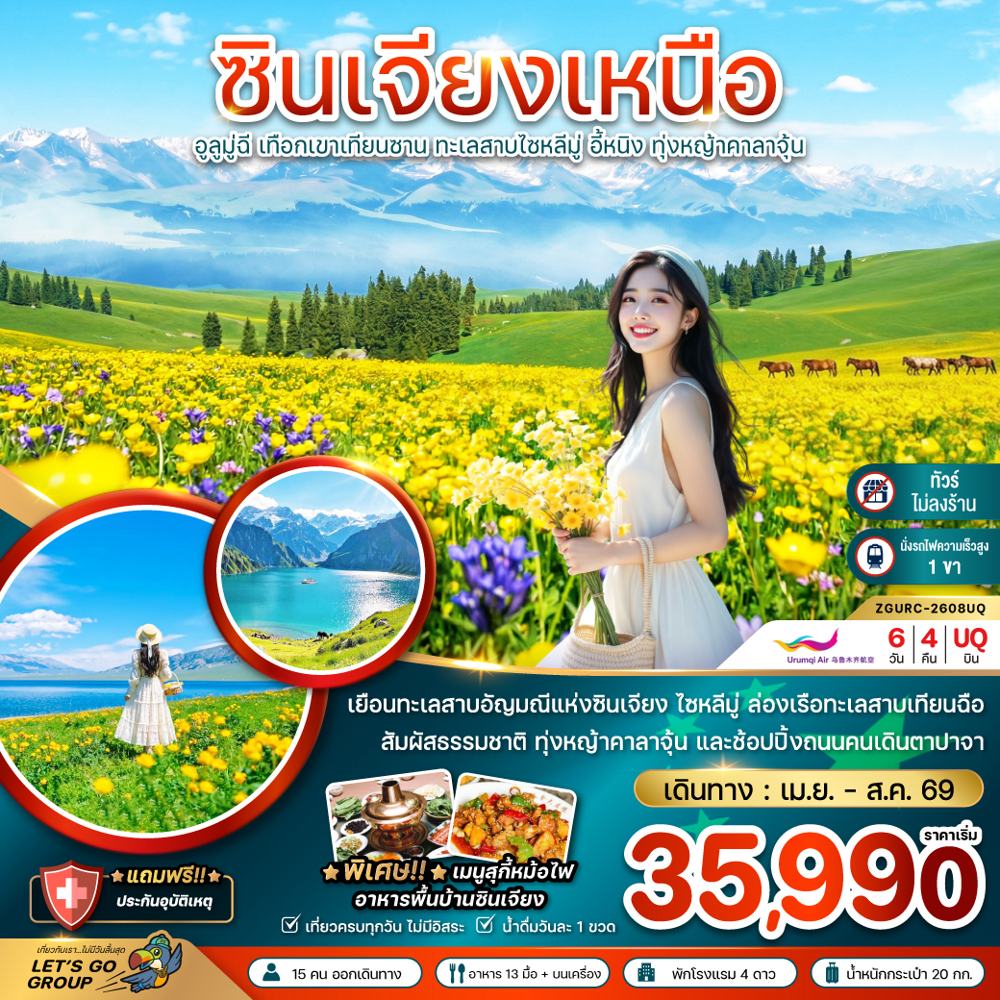 ซินเจียงเหนือ
อูลูมู่ฉี เทือกเขาเทียนซาน ทะเลสาบไซหลีมู่ อี้หนิง ทุ่งหญ้าคาลาจุ้น
ทัวร์
ไม่ลงร้าน
นั่งรถไฟความเร็วสูง
1 ขา
ZGURC-2608UQ
Urumqi Air 乌鲁木齐航空
6 วัน
4 คืน
UQ บิน
เยือนทะเลสาบอัญมณีแห่งซินเจียง ไซหลีมู่ ล่องเรือทะเลสาบเทียนฉือ
สัมผัสธรรมชาติ ทุ่งหญ้าคาลาจุ้น และช้อปปิ้งถนนคนเดินตาปาจา
เดินทาง : เม.ย. - ส.ค. 69
ราคาเริ่ม
35,990
พิเศษ!! เมนูสุกี้หม้อไฟ
อาหารพื้นบ้านซินเจียง
เที่ยวครบทุกวัน ไม่มีอิสระ
น้ำดื่มวันละ 1 ขวด
แถมฟรี!!
ประกันอุบัติเหตุ
เที่ยวกับเรา...ไม่มีวันสิ้นสุด
LET'S GO
GROUP
15 คน ออกเดินทาง
อาหาร 13 มื้อ + บนเครื่อง
พักโรงแรม 4 ดาว
น้ำหนักกระเป๋า 20 กก.